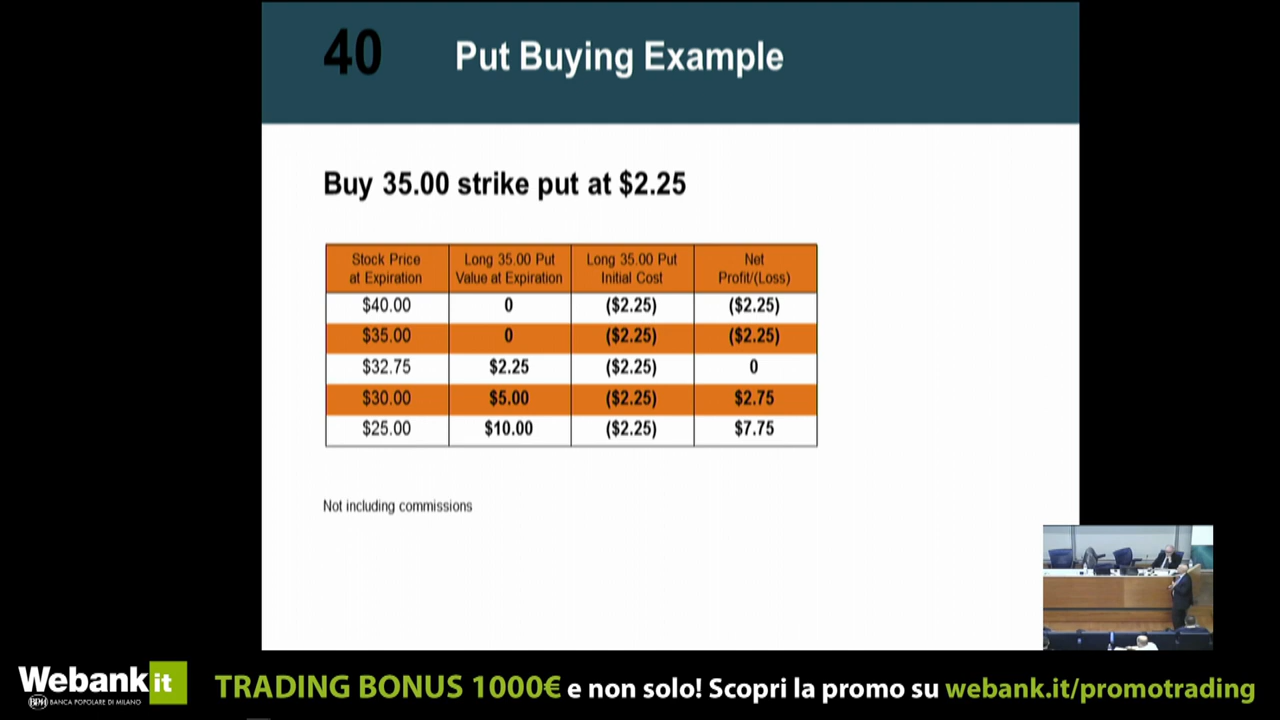 40 Put Buying Example
Buy 35.00 strike put at $2.25
Stock Price at Expiration | Long 35.00 Put Value at Expiration | Long 35.00 Put Initial Cost | Net Profit/(Loss)
$40.00 0 ($2.25) ($2.25)
$35.00 0 ($2.25) ($2.25)
$32.75 $2.25 ($2.25) 0
$30.00 $5.00 ($2.25) $2.75
$25.00 $10.00 ($2.25) $7.75
Not including commissions
Webank.it
BPM BANCA POPOLARE DI MILANO
TRADING BONUS 1000€ e non solo! Scopri la promo su webank.it/promotrading